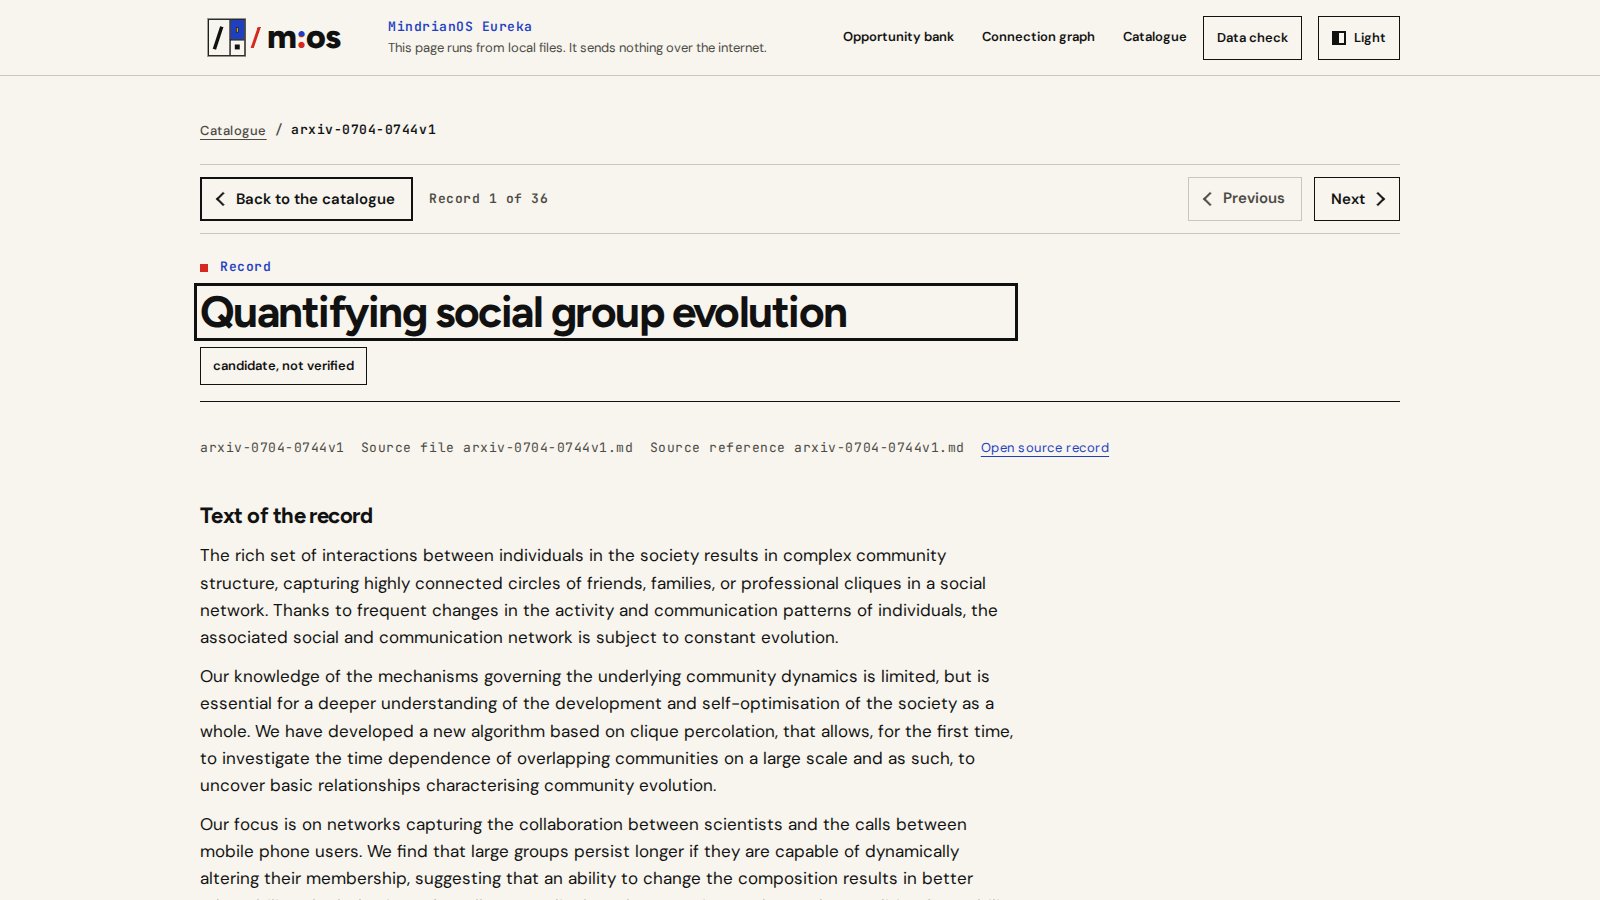 / m:os
MindrianOS Eureka
This page runs from local files. It sends nothing over the internet.
Opportunity bank
Connection graph
Catalogue
Data check
Light
Catalogue / arxiv-0704-0744v1
Back to the catalogue
Record 1 of 36
Previous
Next
Record
Quantifying social group evolution
candidate, not verified
arxiv-0704-0744v1 Source file arxiv-0704-0744v1.md Source reference arxiv-0704-0744v1.md Open source record
Text of the record
The rich set of interactions between individuals in the society results in complex community
structure, capturing highly connected circles of friends, families, or professional cliques in a social
network. Thanks to frequent changes in the activity and communication patterns of individuals, the
associated social and communication network is subject to constant evolution.
Our knowledge of the mechanisms governing the underlying community dynamics is limited, but is
essential for a deeper understanding of the development and self-optimisation of the society as a
whole. We have developed a new algorithm based on clique percolation, that allows, for the first time,
to investigate the time dependence of overlapping communities on a large scale and as such, to
uncover basic relationships characterising community evolution.
Our focus is on networks capturing the collaboration between scientists and the calls between
mobile phone users. We find that large groups persist longer if they are capable of dynamically
altering their membership, suggesting that an ability to change the composition results in better